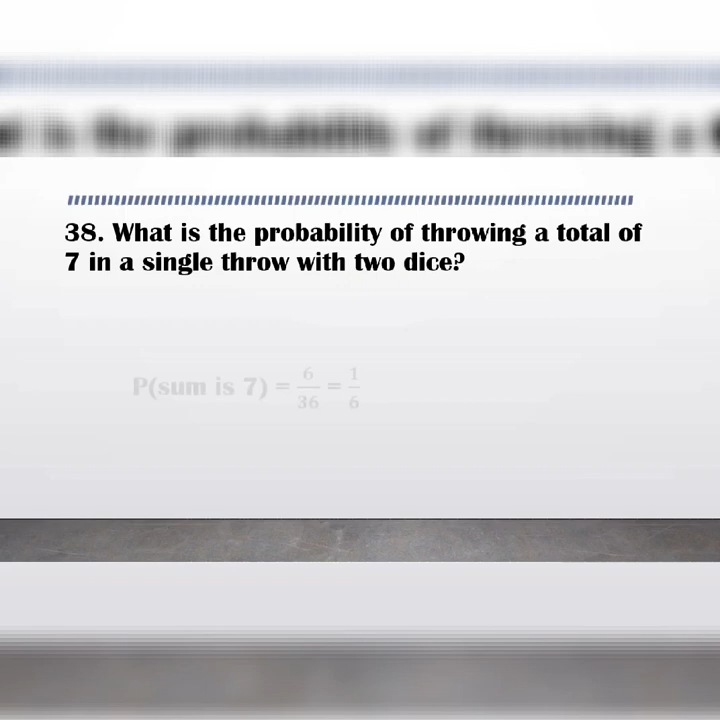 38. What is the probability of throwing a total of
7 in a single throw with two dice?
P(sum is 7) = 6/36 = 1/6